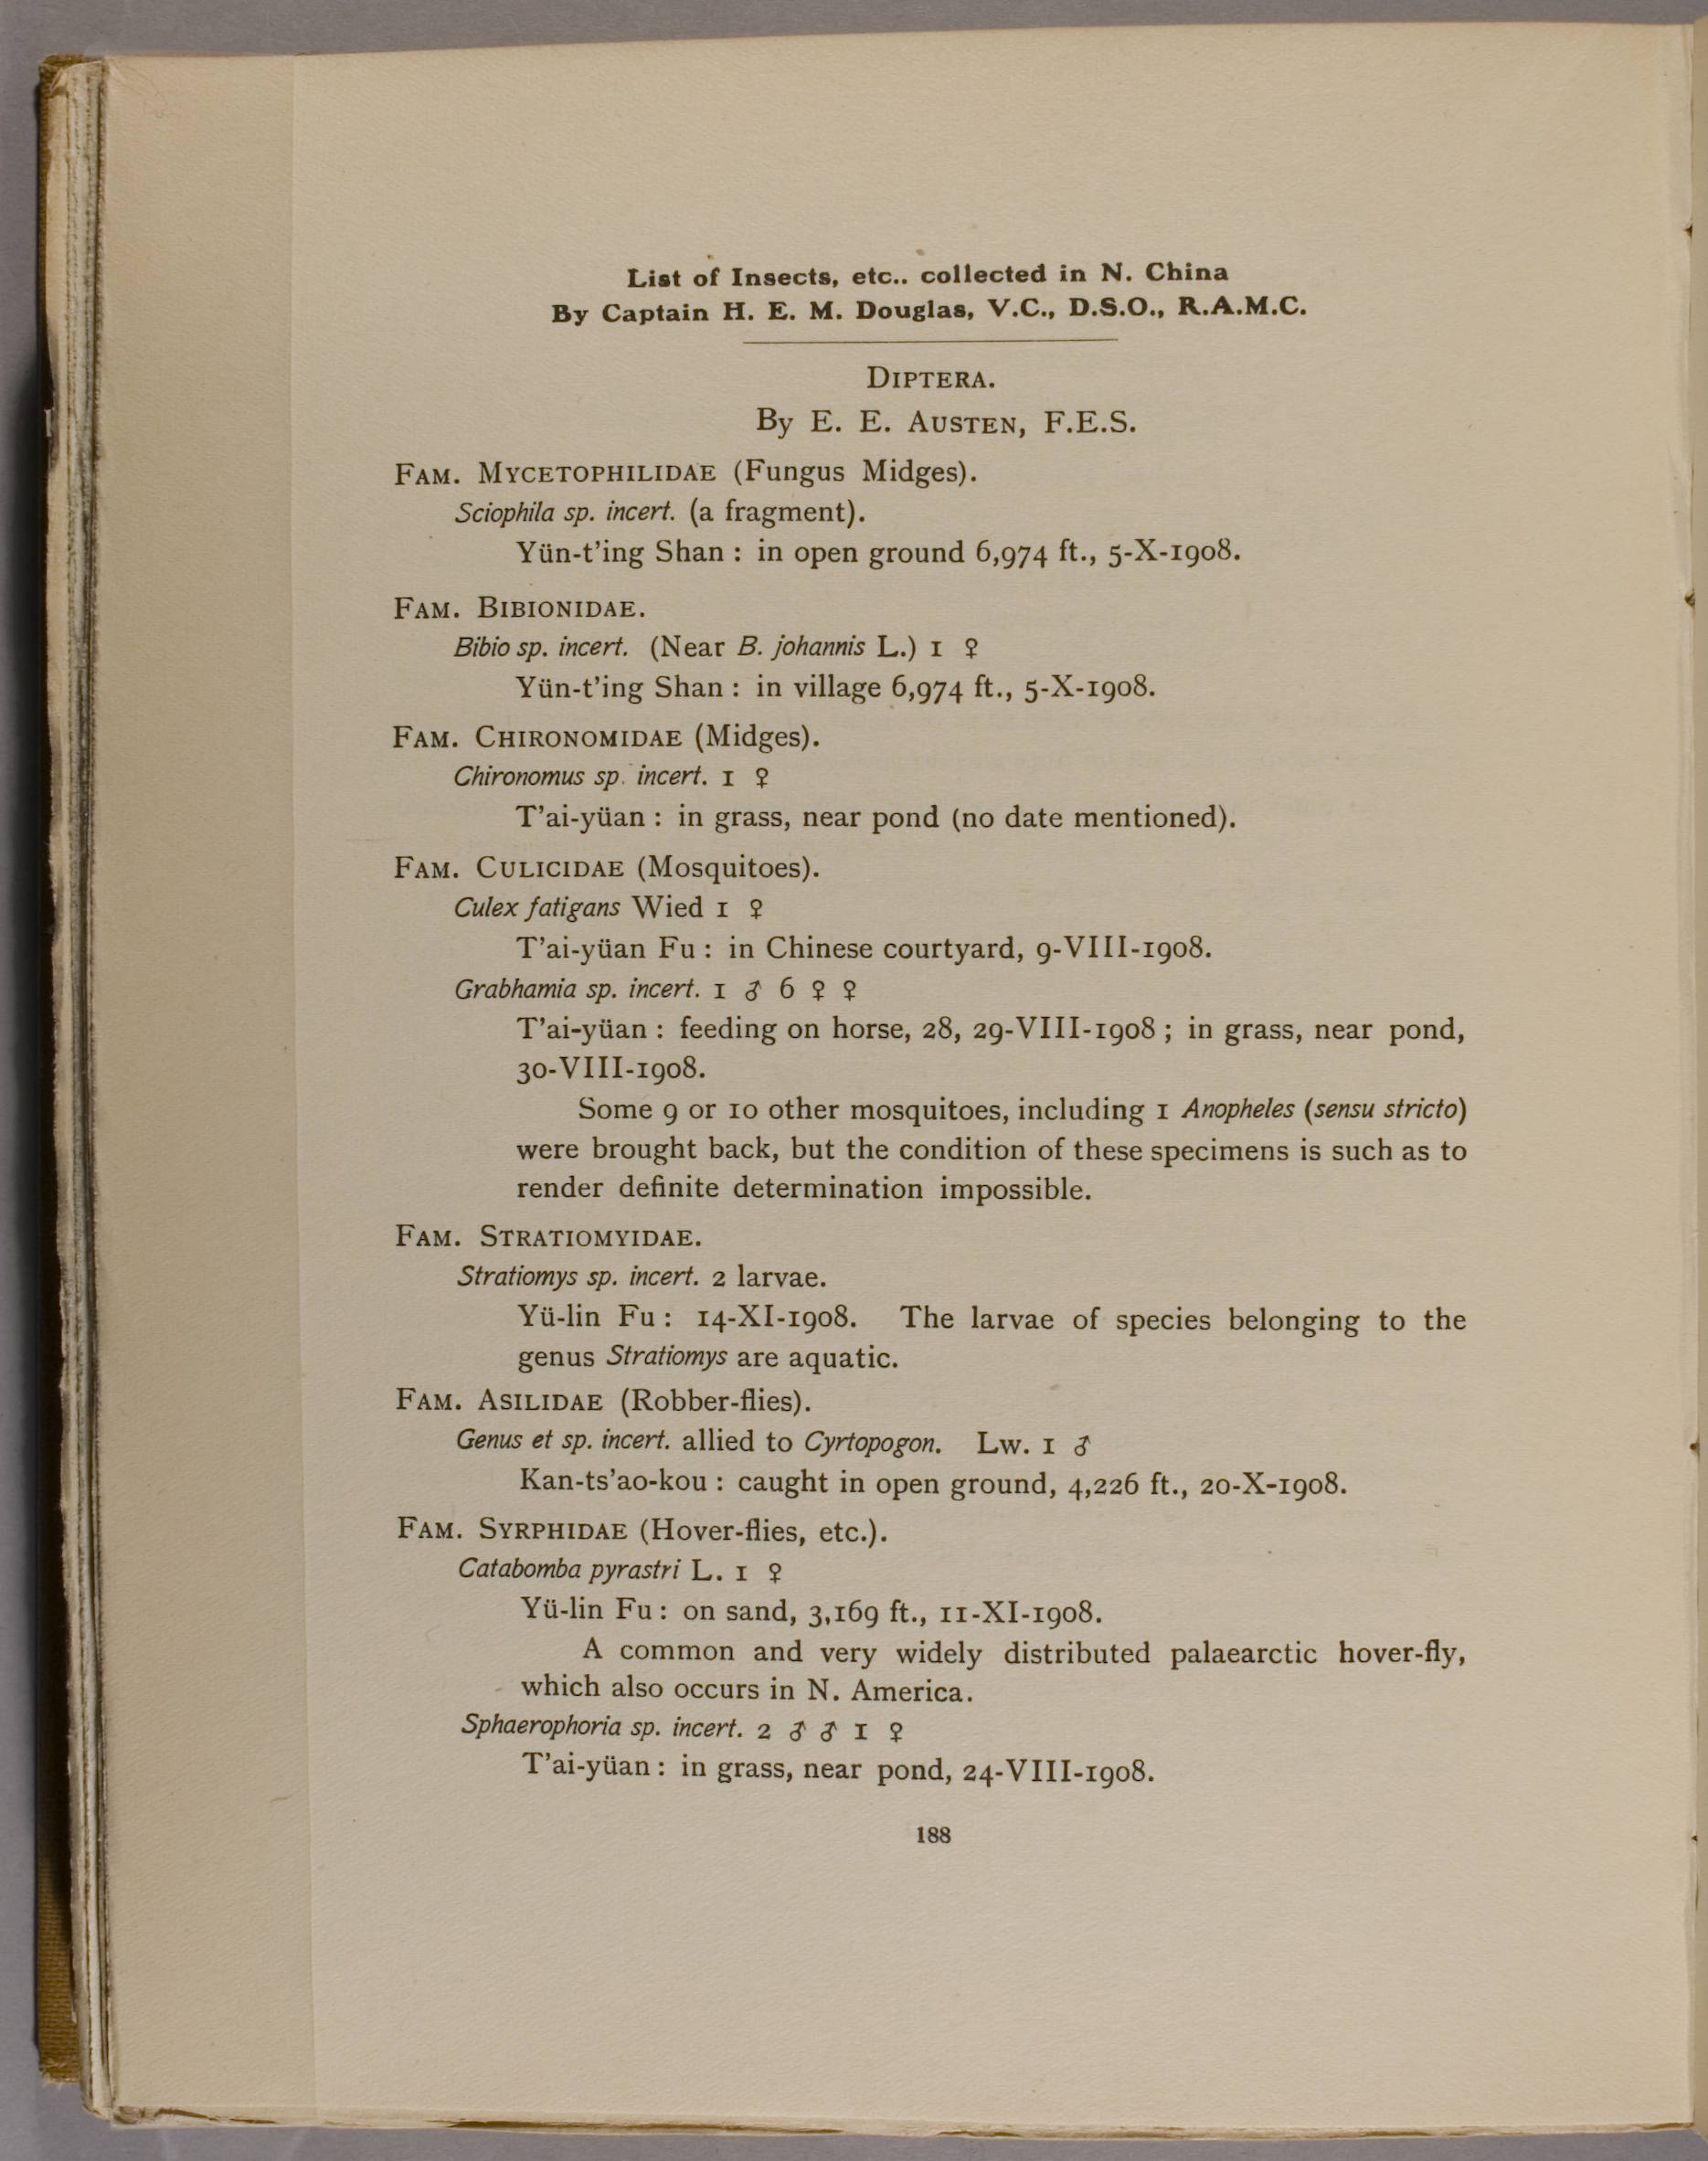 List of Insects, etc.. collected in N. China
By Captain H. E. M. Douglas, V.C., D.S.O., R.A.M.C.
DIPTERA.
By E. E. AUSTEN, F.E.S.
FAM. MYCETOPHILIDAE (Fungus Midges).
Sciophila sp. incert. (a fragment).
Yün-t'ing Shan : in open ground 6,974 ft., 5-X-1908.
FAM. BIBIONIDAE.
Bibio sp. incert. (Near B. johannis L.) 1 ♀
Yün-t'ing Shan : in village 6,974 ft., 5-X-1908.
FAM. CHIRONOMIDAE (Midges).
Chironomus sp. incert. 1 ♀
T'ai-yüan : in grass, near pond (no date mentioned).
FAM. CULICIDAE (Mosquitoes).
Culex fatigans Wied 1 ♀
T'ai-yüan Fu : in Chinese courtyard, 9-VIII-1908.
Grabhamia sp. incert. 1 ♂ 6 ♀ ♀
T'ai-yüan : feeding on horse, 28, 29-VIII-1908 ; in grass, near pond,
30-VIII-1908.
Some 9 or 10 other mosquitoes, including 1 Anopheles (sensu stricto)
were brought back, but the condition of these specimens is such as to
render definite determination impossible.
FAM. STRATIOMYIDAE.
Stratiomys sp. incert. 2 larvae.
Yü-lin Fu : 14-XI-1908. The larvae of species belonging to the
genus Stratiomys are aquatic.
FAM. ASILIDAE (Robber-flies).
Genus et sp. incert. allied to Cyrtopogon. Lw. 1 ♂
Kan-ts'ao-kou : caught in open ground, 4,226 ft., 20-X-1908.
FAM. SYRPHIDAE (Hover-flies, etc.).
Catabomba pyrastri L. 1 ♀
Yü-lin Fu : on sand, 3,169 ft., 11-XI-1908.
A common and very widely distributed palaearctic hover-fly,
which also occurs in N. America.
Sphaerophoria sp. incert. 2 ♂ ♂ 1 ♀
T'ai-yüan : in grass, near pond, 24-VIII-1908.
188